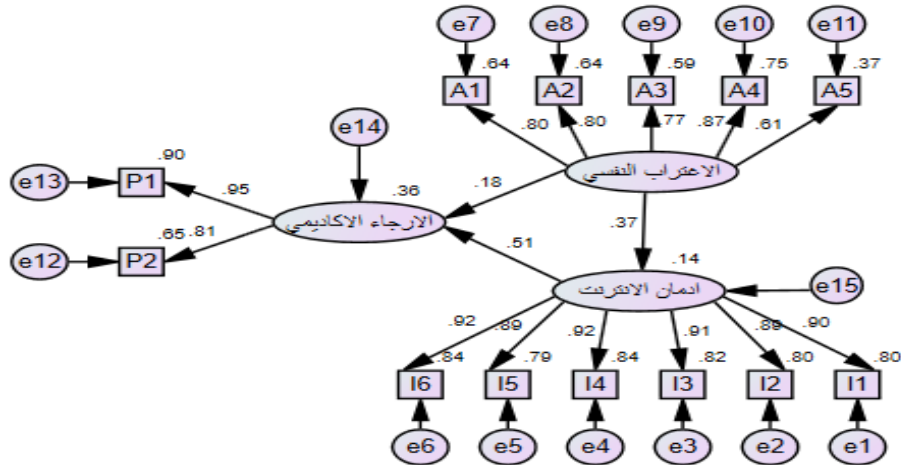 e7 e8 e9 e10 e11
.64 .64 .59 .75 .37
A1 A2 A3 A4 A5
e14
.80 .80 .77 .87 .61
.90
e13 P1
.95
.36
.18
الاغتراب النفسي
الارجاء الاكاديمي
.65 .81
e12 P2
.37
.51
.14
ادمان الانترنت
e15
.92 .89 .92 .91 .89 .90
.84 .79 .84 .82 .80 .80
I6 I5 I4 I3 I2 I1
e6 e5 e4 e3 e2 e1